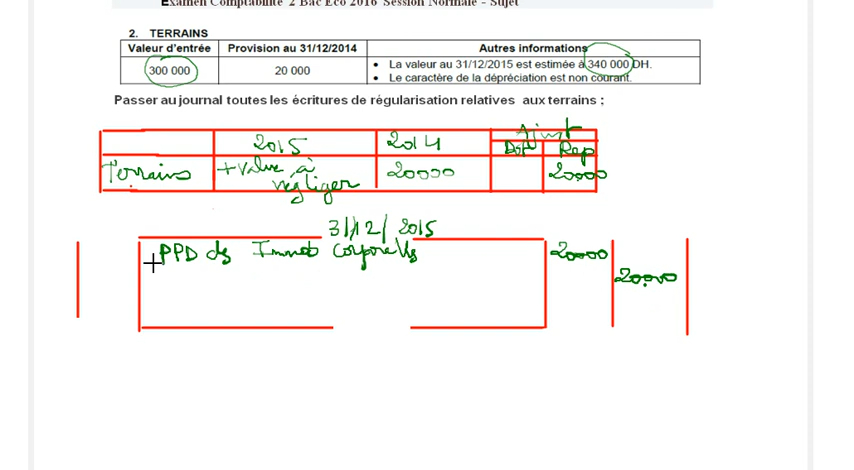 Examen Comptabilité 2 Bac Eco 2016 Session Normale - Sujet
2. TERRAINS
Valeur d'entrée Provision au 31/12/2014 Autres informations
300 000 20 000 • La valeur au 31/12/2015 est estimée à 340 000 DH.
• Le caractère de la dépréciation est non courant.
Passer au journal toutes les écritures de régularisation relatives aux terrains ;
Ajust
2015 2014 Dot Rep
Terrains + Value à négliger 20000 20000
31/12/2015
PPD des Immob Corporelles 20000
20000